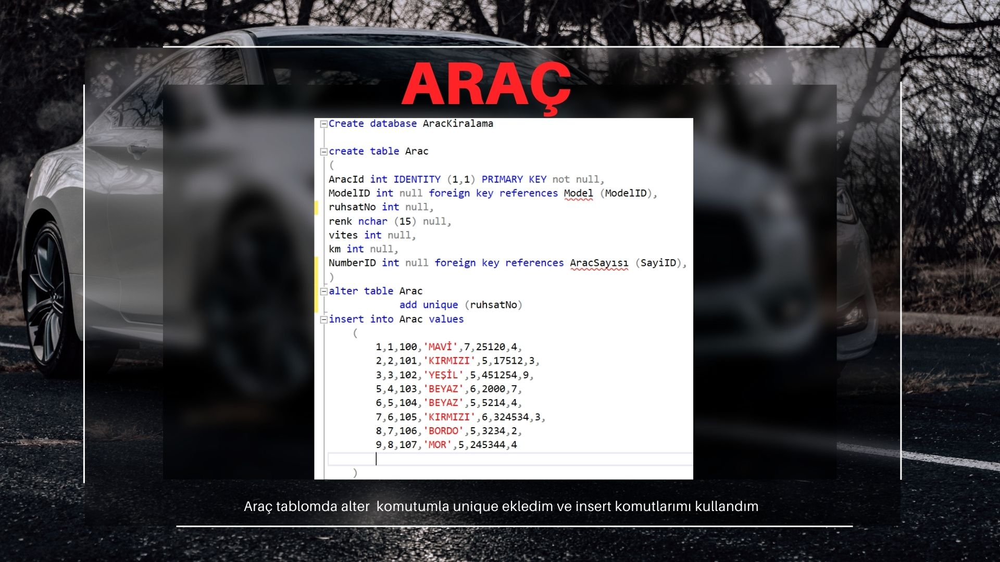 ARAÇ
Create database AracKiralama
create table Arac
(
AracId int IDENTITY (1,1) PRIMARY KEY not null,
ModelID int null foreign key references Model (ModelID),
ruhsatNo int null,
renk nchar (15) null,
vites int null,
km int null,
NumberID int null foreign key references AracSayısı (SayiID),
)
alter table Arac
add unique (ruhsatNo)
insert into Arac values
(
1,1,100,'MAVİ',7,25120,4,
2,2,101,'KIRMIZI',5,17512,3,
3,3,102,'YEŞİL',5,451254,9,
5,4,103,'BEYAZ',6,2000,7,
6,5,104,'BEYAZ',5,5214,4,
7,6,105,'KIRMIZI',6,324534,3,
8,7,106,'BORDO',5,3234,2,
9,8,107,'MOR',5,245344,4
)
Araç tablomda alter komutumla unique ekledim ve insert komutlarımı kullandım